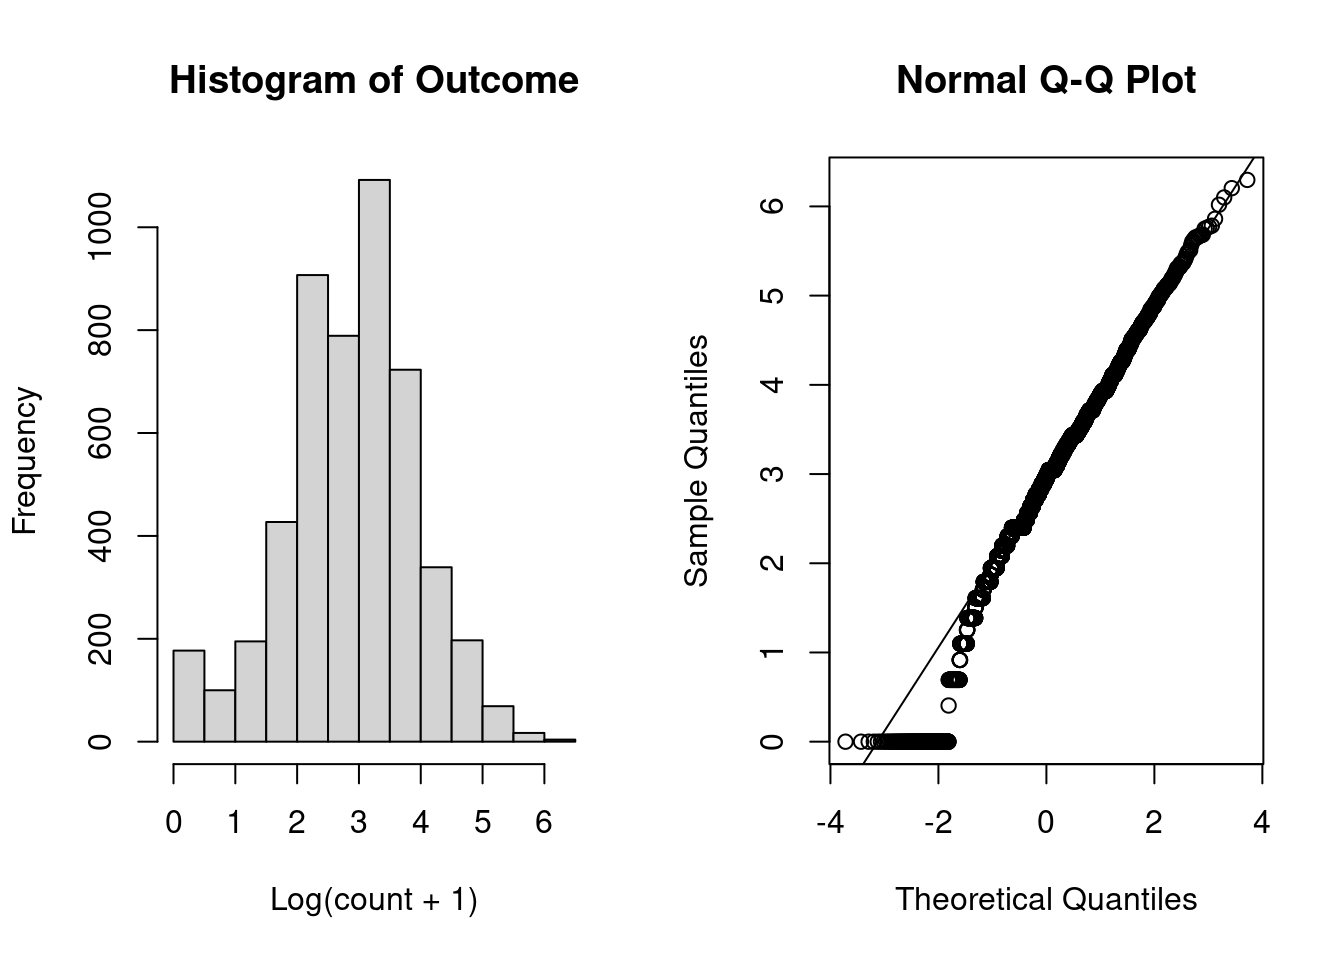 Histogram of Outcome
Frequency
0
200
400
600
800
1000
0 1 2 3 4 5 6
Log(count + 1)
Normal Q-Q Plot
Sample Quantiles
0
1
2
3
4
5
6
-4 -2 0 2 4
Theoretical Quantiles